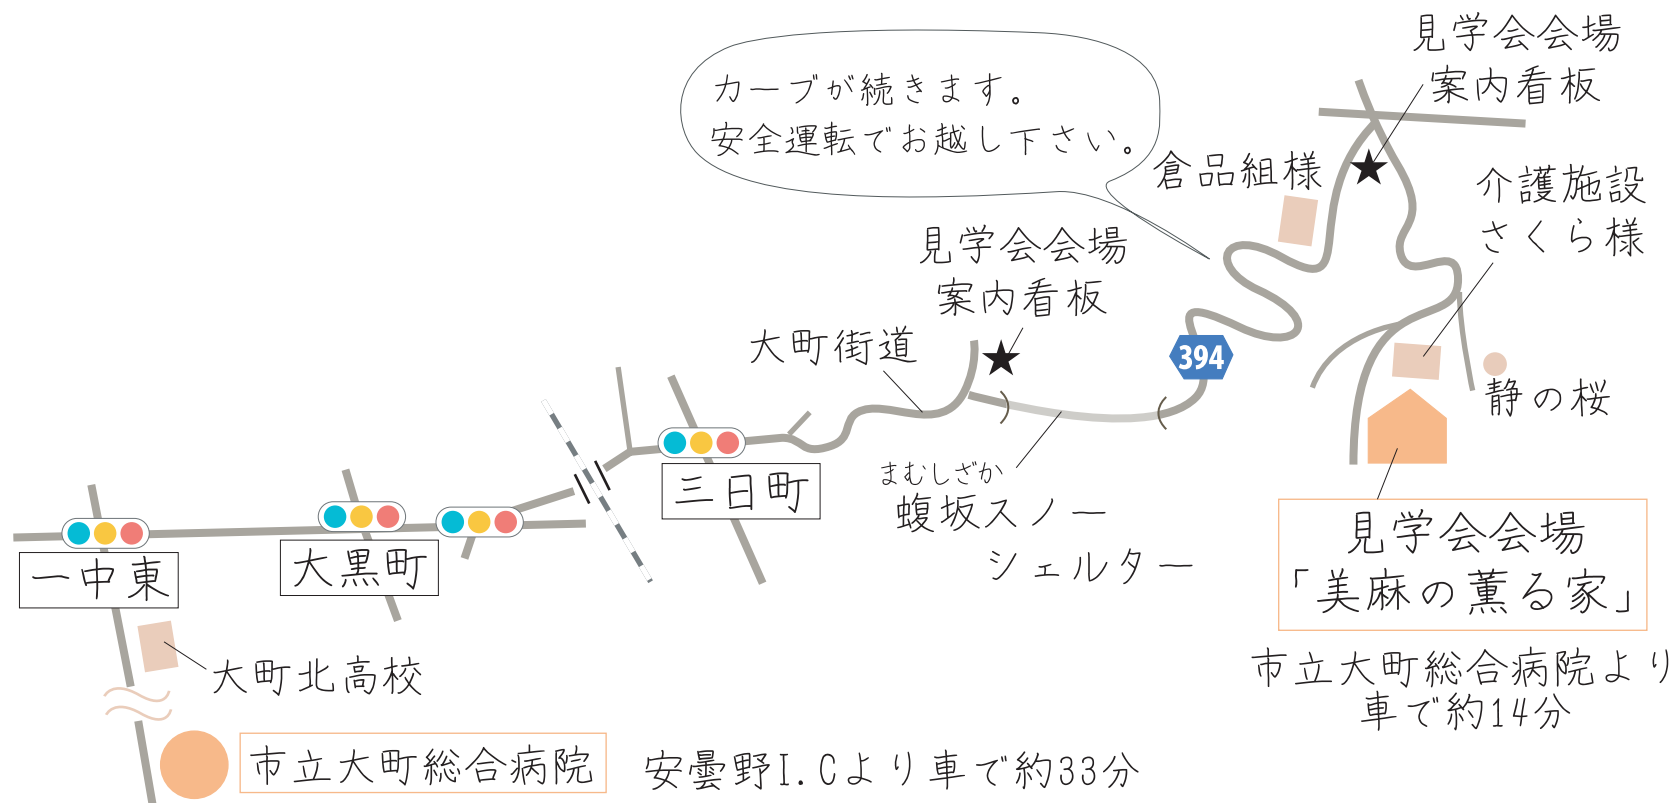 見学会会場
案内看板
カーブが続きます。
安全運転でお越し下さい。
倉品組様
介護施設
さくら様
見学会会場
案内看板
大町街道
394
静の桜
まむしざか
蝮坂スノー
シェルター
三日町
大黒町
一中東
見学会会場
「美麻の薫る家」
市立大町総合病院より
車で約14分
大町北高校
市立大町総合病院
安曇野I.Cより車で約33分